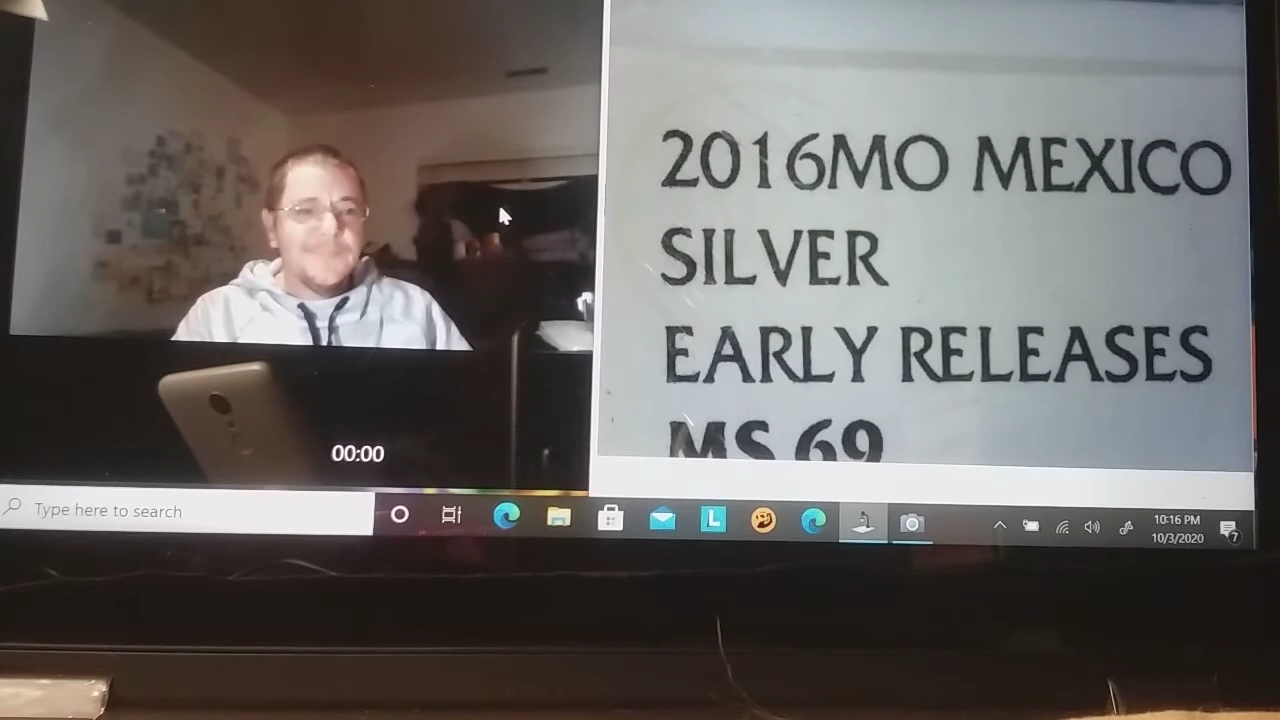 2016MO MEXICO
SILVER
EARLY RELEASES
MS 69
00:00
Type here to search
L
10:16 PM
10/3/2020
7